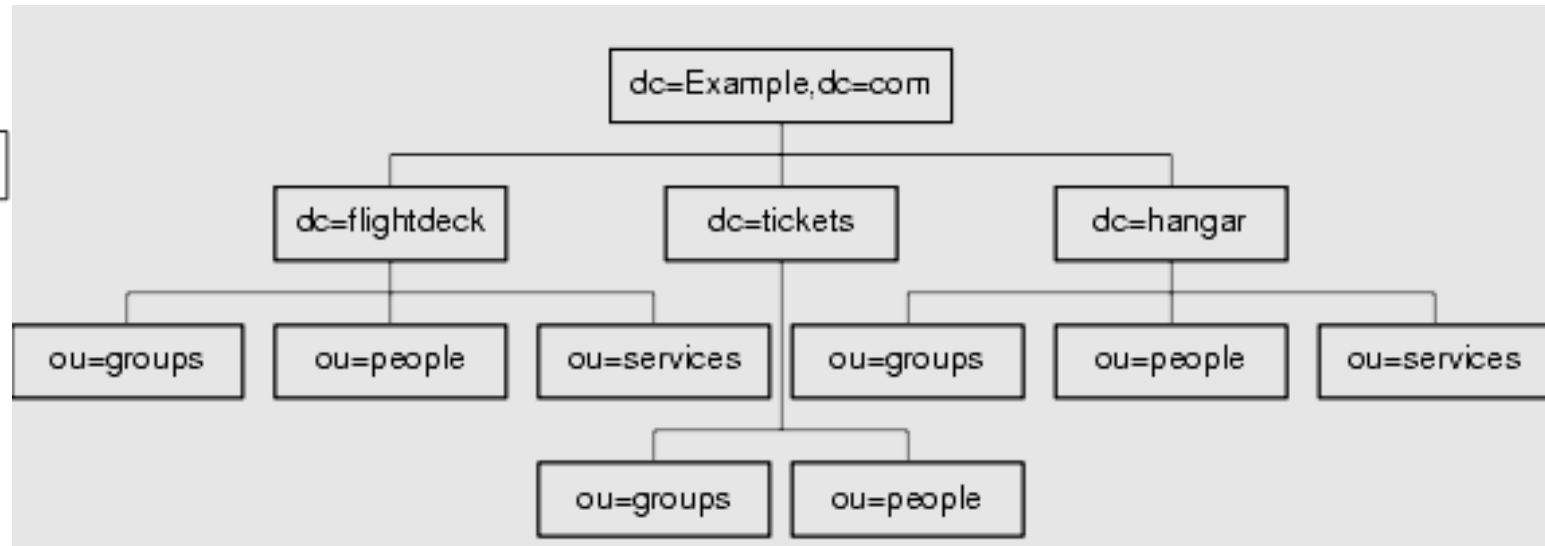 dc=Example,dc=com
dc=flightdeck
dc=tickets
dc=hangar
ou=groups
ou=people
ou=services
ou=groups
ou=people
ou=services
ou=groups
ou=people